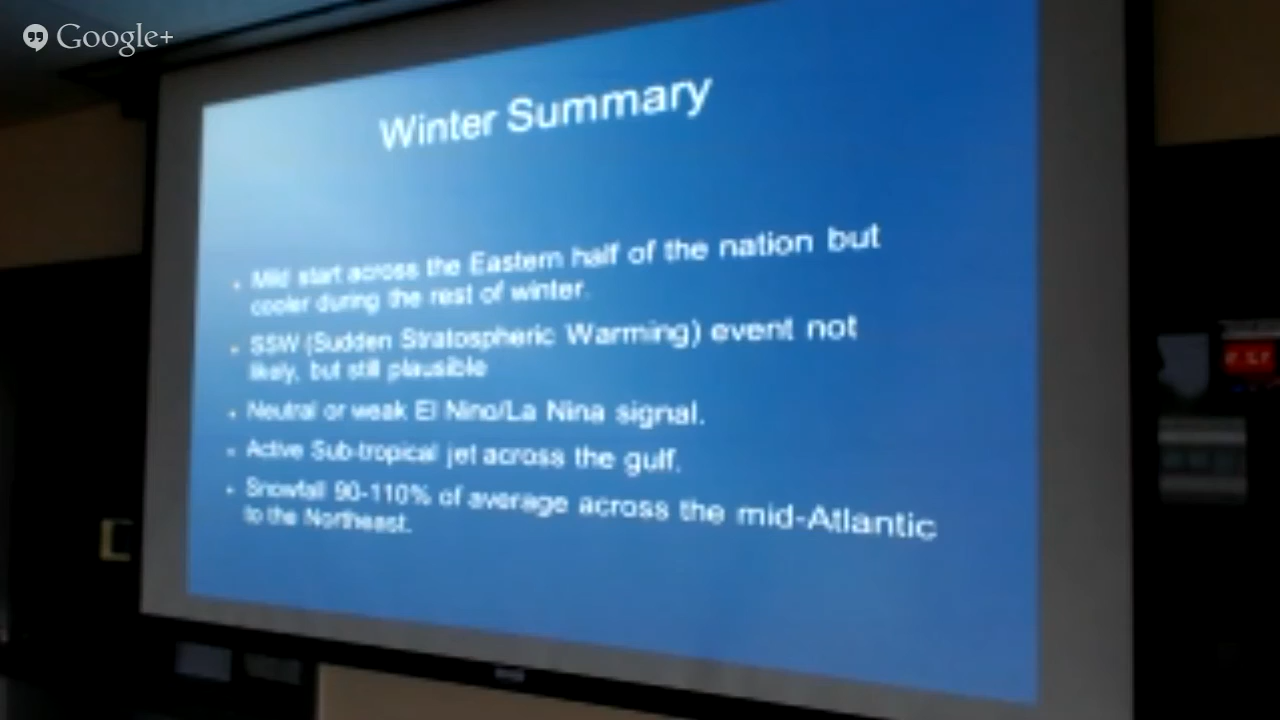 Google+
Winter Summary
Mild start across the Eastern half of the nation but
cooler during the rest of winter.
SSW (Sudden Stratospheric Warming) event not
likely, but still plausible
Neutral or weak El Nino/La Nina signal.
Active Sub-tropical jet across the gulf.
Snowfall 90-110% of average across the mid-Atlantic
to the Northeast.